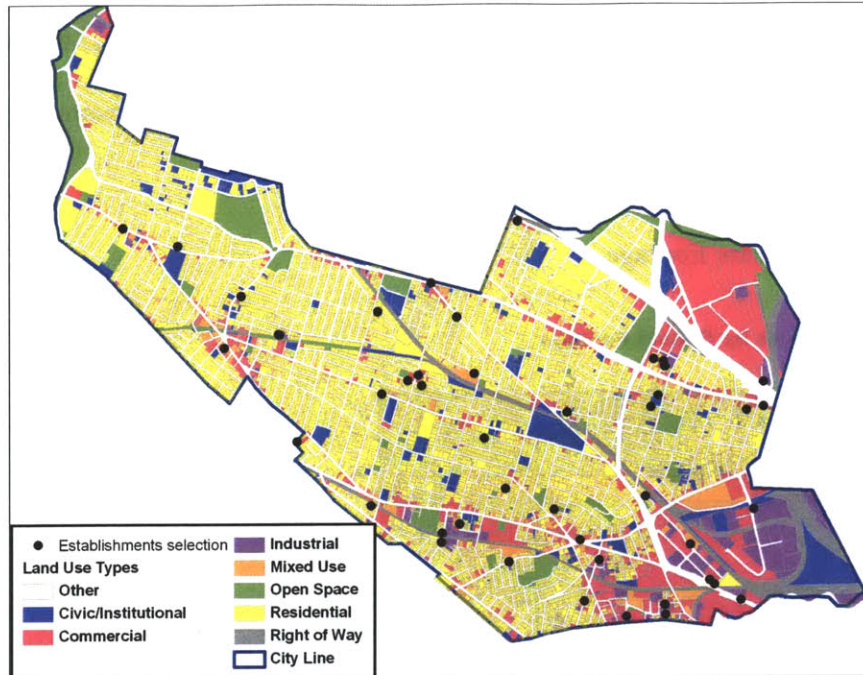 Establishments selection
Land Use Types
Other
Civic/Institutional
Commercial
Industrial
Mixed Use
Open Space
Residential
Right of Way
City Line